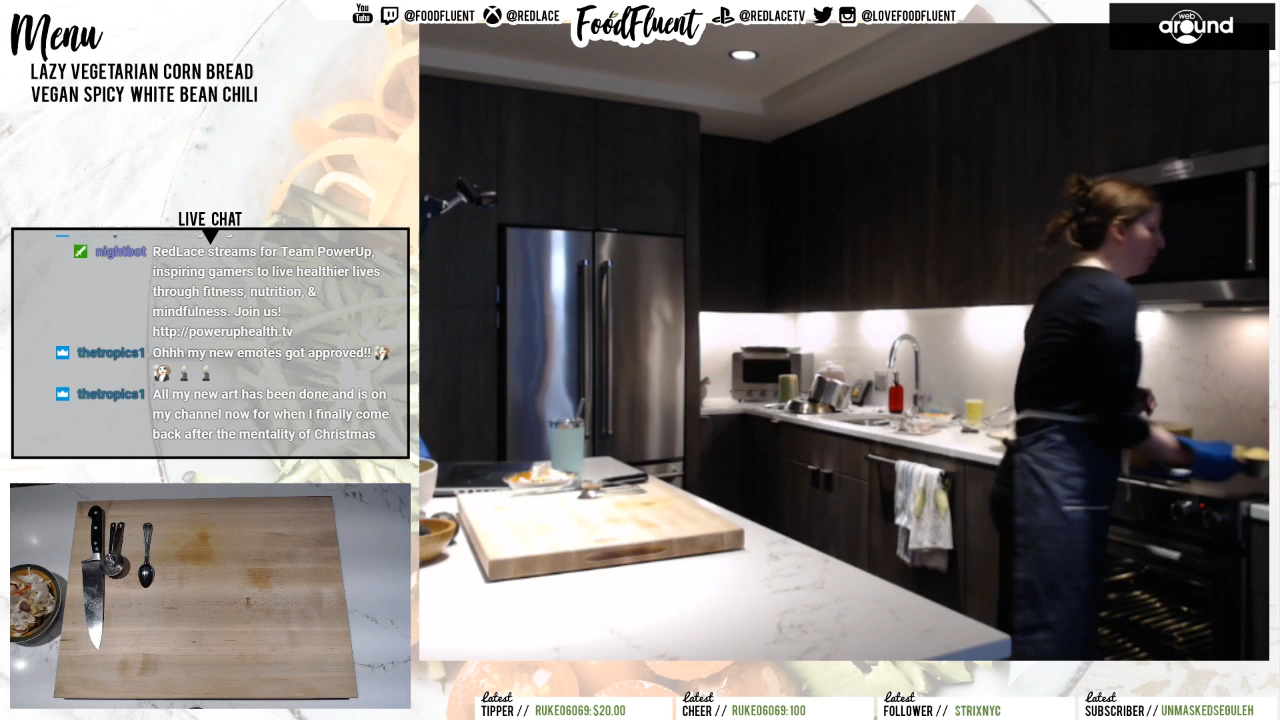 You
Tube
@FOODFLUENT
@REDLACE
FoodFluent
@REDLACETV
@LOVEFOODFLUENT
web
around
Menu
LAZY VEGETARIAN CORN BREAD
VEGAN SPICY WHITE BEAN CHILI
LIVE CHAT
nightbot RedLace streams for Team PowerUp,
inspiring gamers to live healthier lives
through fitness, nutrition, &
mindfulness. Join us!
http://poweruphealth.tv
thetropics1 Ohhh my new emotes got approved!!
thetropics1 All my new art has been done and is on
my channel now for when I finally come
back after the mentality of Christmas
Latest
TIPPER // RUKE06069: $20.00
Latest
CHEER // RUKE06069: 100
Latest
FOLLOWER // STRIXNYC
Latest
SUBSCRIBER // UNMASKEDSEGULEH